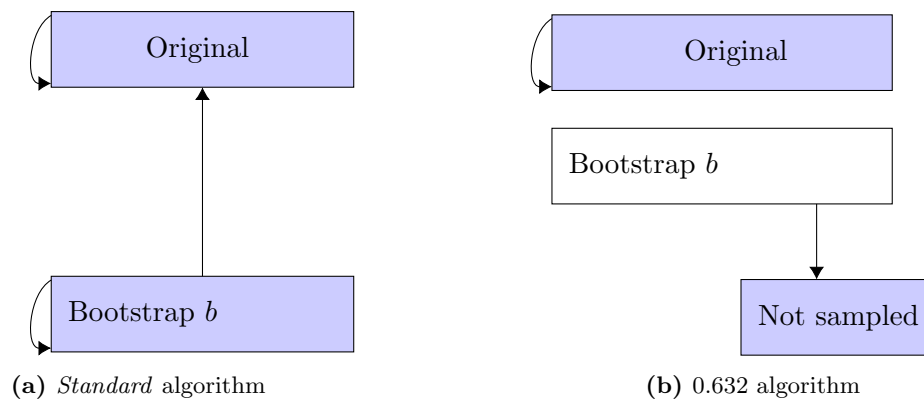 Original
Bootstrap b
(a) Standard algorithm
Original
Bootstrap b
Not sampled
(b) 0.632 algorithm